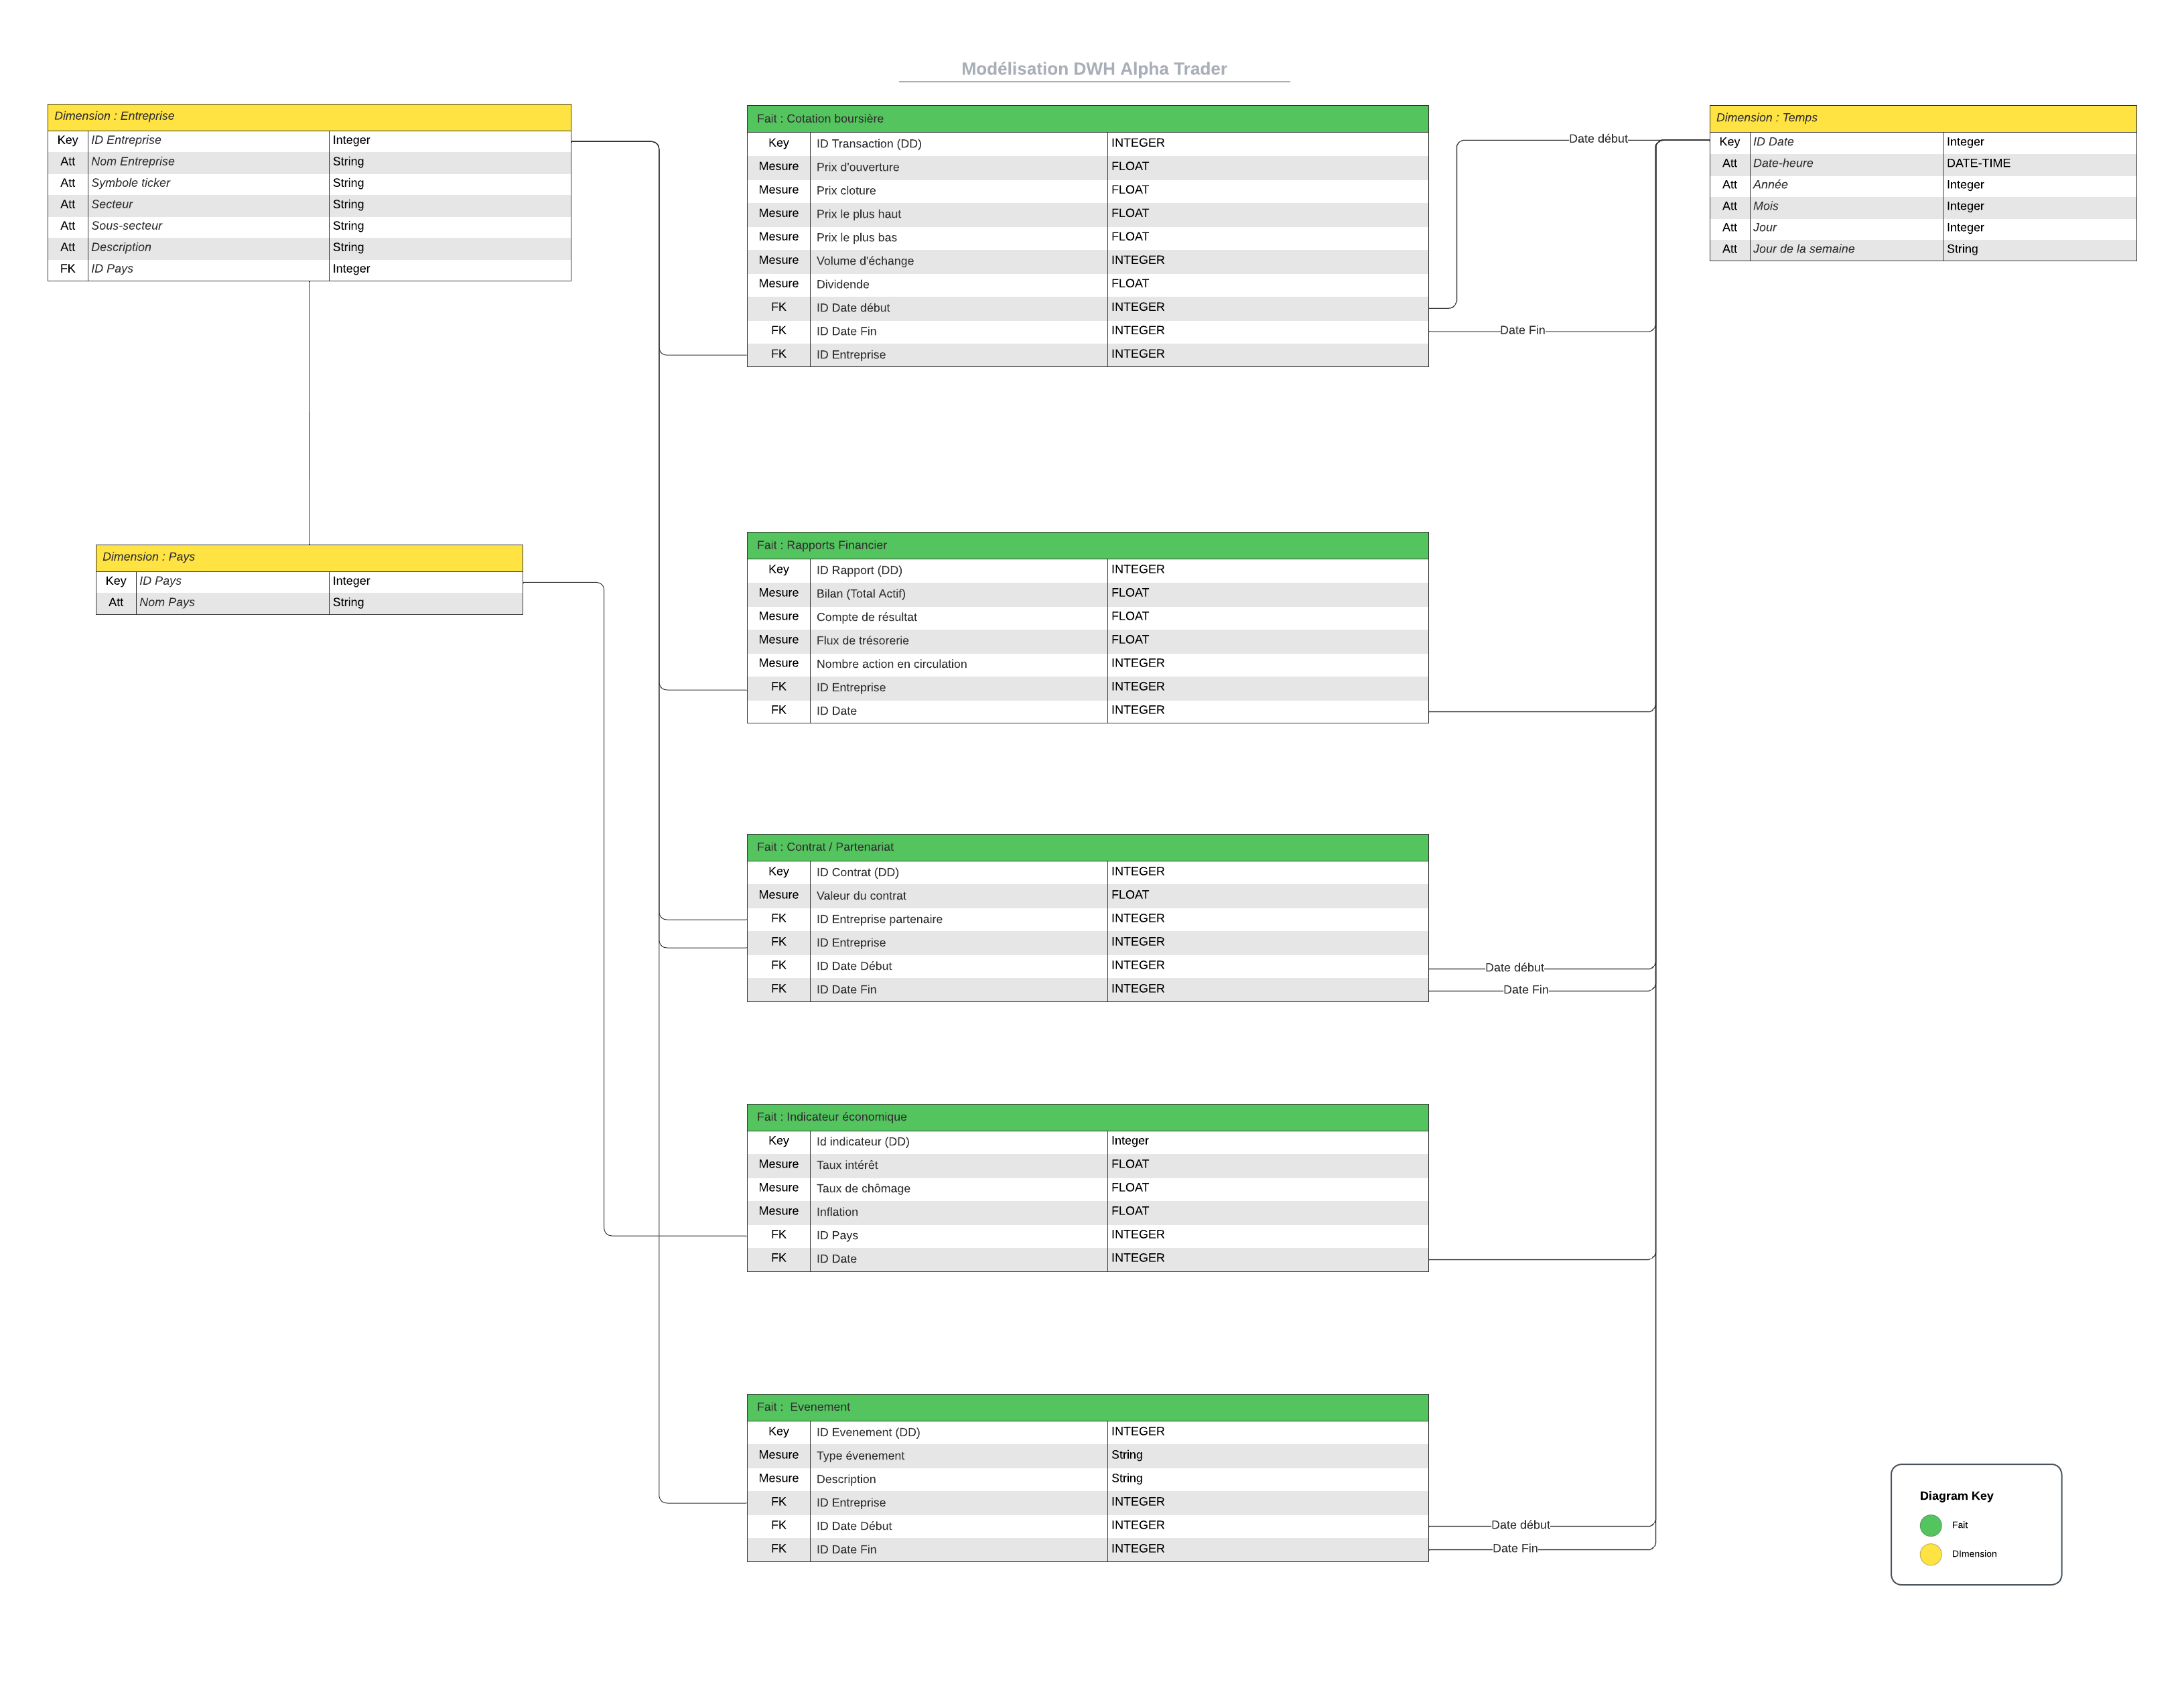 Modélisation DWH Alpha Trader
Dimension : Entreprise
Key ID Entreprise Integer
Att Nom Entreprise String
Att Symbole ticker String
Att Secteur String
Att Sous-secteur String
Att Description String
FK ID Pays Integer
Dimension : Pays
Key ID Pays Integer
Att Nom Pays String
Fait : Cotation boursière
Key ID Transaction (DD) INTEGER
Mesure Prix d'ouverture FLOAT
Mesure Prix cloture FLOAT
Mesure Prix le plus haut FLOAT
Mesure Prix le plus bas FLOAT
Mesure Volume d'échange INTEGER
Mesure Dividende FLOAT
FK ID Date début INTEGER
FK ID Date Fin INTEGER
FK ID Entreprise INTEGER
Date début
Date Fin
Dimension : Temps
Key ID Date Integer
Att Date-heure DATE-TIME
Att Année Integer
Att Mois Integer
Att Jour Integer
Att Jour de la semaine String
Fait : Rapports Financier
Key ID Rapport (DD) INTEGER
Mesure Bilan (Total Actif) FLOAT
Mesure Compte de résultat FLOAT
Mesure Flux de trésorerie FLOAT
Mesure Nombre action en circulation INTEGER
FK ID Entreprise INTEGER
FK ID Date INTEGER
Fait : Contrat / Partenariat
Key ID Contrat (DD) INTEGER
Mesure Valeur du contrat FLOAT
FK ID Entreprise partenaire INTEGER
FK ID Entreprise INTEGER
FK ID Date Début INTEGER
FK ID Date Fin INTEGER
Date début
Date Fin
Fait : Indicateur économique
Key Id indicateur (DD) Integer
Mesure Taux intérêt FLOAT
Mesure Taux de chômage FLOAT
Mesure Inflation FLOAT
FK ID Pays INTEGER
FK ID Date INTEGER
Fait : Evenement
Key ID Evenement (DD) INTEGER
Mesure Type évenement String
Mesure Description String
FK ID Entreprise INTEGER
FK ID Date Début INTEGER
FK ID Date Fin INTEGER
Date début
Date Fin
Diagram Key
Fait
DImension